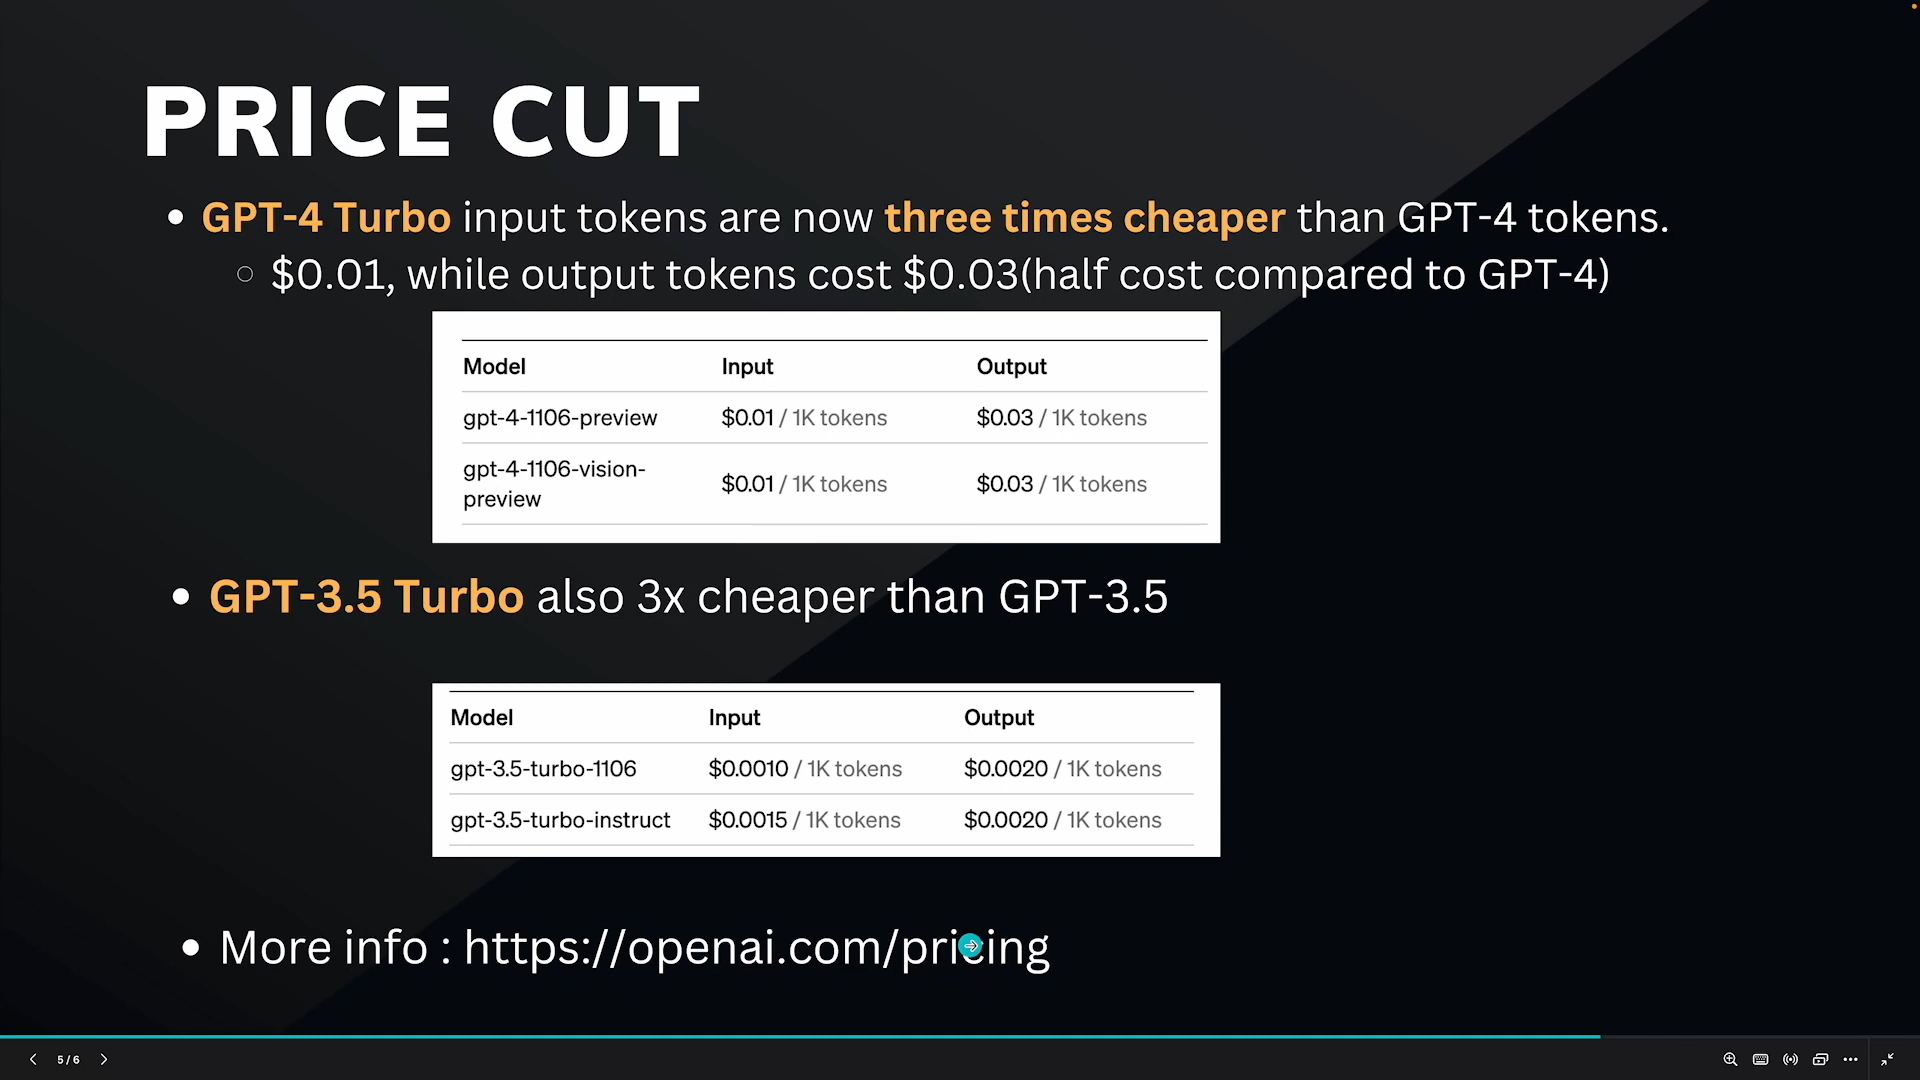 PRICE CUT
GPT-4 Turbo input tokens are now three times cheaper than GPT-4 tokens.
$0.01, while output tokens cost $0.03(half cost compared to GPT-4)
Model Input Output
gpt-4-1106-preview $0.01 / 1K tokens $0.03 / 1K tokens
gpt-4-1106-vision-
preview $0.01 / 1K tokens $0.03 / 1K tokens
GPT-3.5 Turbo also 3x cheaper than GPT-3.5
Model Input Output
gpt-3.5-turbo-1106 $0.0010 / 1K tokens $0.0020 / 1K tokens
gpt-3.5-turbo-instruct $0.0015 / 1K tokens $0.0020 / 1K tokens
More info : https://openai.com/pricing
5 / 6